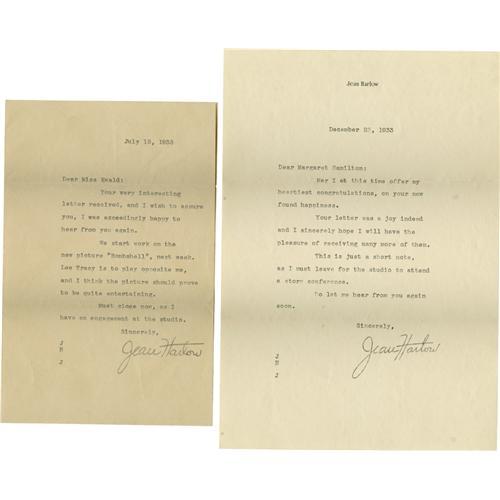 July 18, 1933
Dear Miss Ewald:
Your very interesting
letter received, and I wish to assure
you, I was exceedingly happy to
hear from you again.
We start work on the
new picture "Bombshell", next week.
Lee Tracy is to play opposite me,
and I think the picture should prove
to be quite entertaining.
Must close now, as I
have an engagement at the studio.
Sincerely,
Jean Harlow
J
H
J
Jean Harlow
December 1933
Dear Margaret Hamilton:
May I at this time offer my
heartiest congratulations, on your new
found happiness.
Your letter was a joy indeed
and I sincerely hope I will have the
pleasure of receiving many more of them.
This is just a short note,
as I must leave for the studio to attend
a story conference.
Do let me hear from you again
soon.
Sincerely,
Jean Harlow
J
H
J